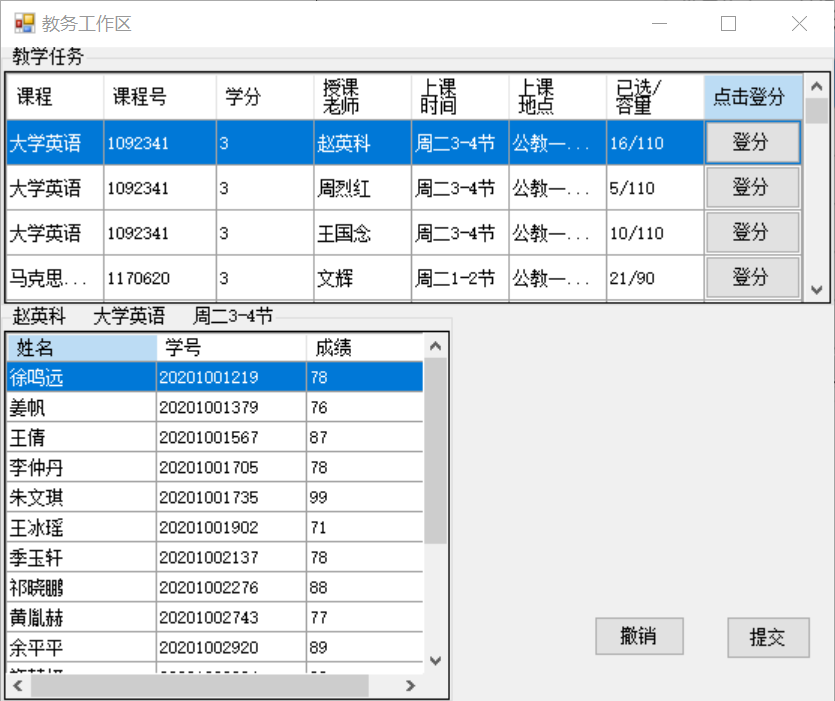 教务工作区
教学任务
课程 课程号 学分 授课老师 上课时间 上课地点 已选/容量 点击登分
大学英语 1092341 3 赵英科 周二3-4节 公教一... 16/110 登分
大学英语 1092341 3 周烈红 周二3-4节 公教一... 5/110 登分
大学英语 1092341 3 王国念 周二3-4节 公教一... 10/110 登分
马克思... 1170620 3 文辉 周二1-2节 公教一... 21/90 登分
赵英科 大学英语 周二3-4节
姓名 学号 成绩
徐鸣远 20201001219 78
姜帆 20201001379 76
王倩 20201001567 87
李仲丹 20201001705 78
朱文琪 20201001735 99
王冰瑶 20201001902 71
季玉轩 20201002137 78
祁晓鹏 20201002276 88
黄胤赫 20201002743 77
余平平 20201002920 89
撤销 提交